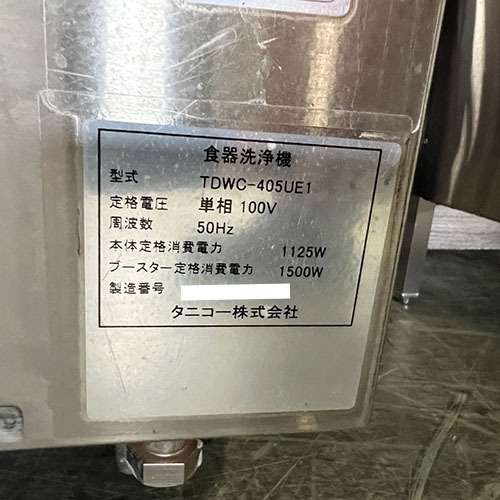 食器洗浄機
型式 TDWC-405UE1
定格電圧 単相 100V
周波数 50Hz
本体定格消費電力 1125W
ブースター定格消費電力 1500W
製造番号
タニコー株式会社